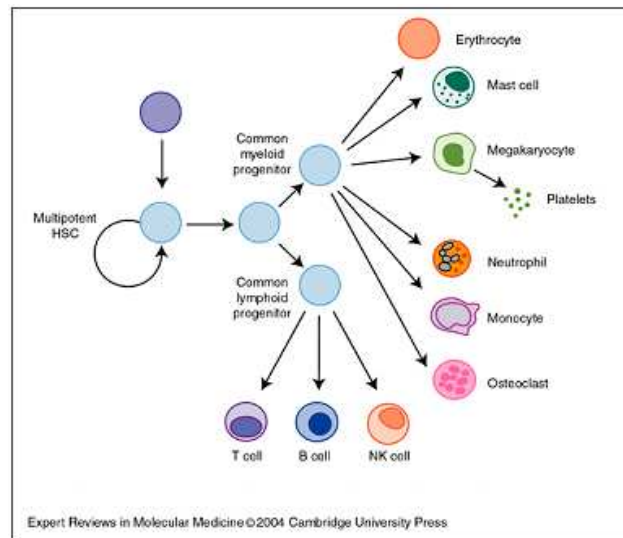 Erythrocyte
Mast cell
Common
myeloid
progenitor
Megakaryocyte
Platelets
Multipotent
HSC
Neutrophil
Common
lymphoid
progenitor
Monocyte
Osteoclast
T cell
B cell
NK cell
Expert Reviews in Molecular Medicine © 2004 Cambridge University Press